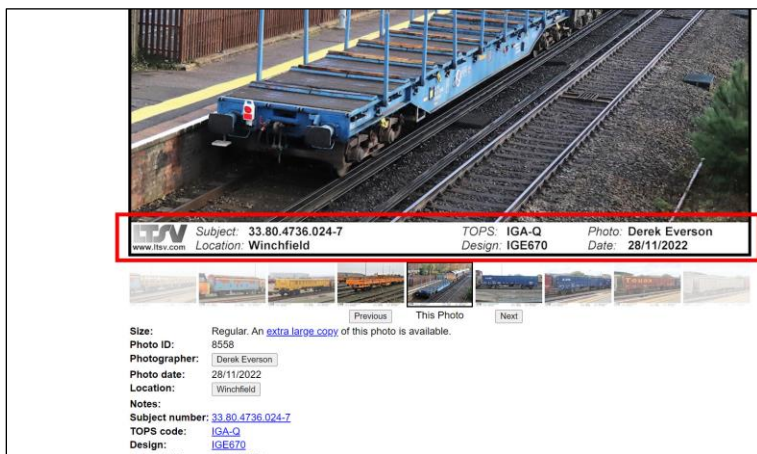 LTSV
www.ltsv.com
Subject: 33.80.4736.024-7 TOPS: IGA-Q Photo: Derek Everson
Location: Winchfield Design: IGE670 Date: 28/11/2022
Previous This Photo Next
Size: Regular. An extra large copy of this photo is available.
Photo ID: 8558
Photographer: Derek Everson
Photo date: 28/11/2022
Location: Winchfield
Notes:
Subject number: 33.80.4736.024-7
TOPS code: IGA-Q
Design: IGE670